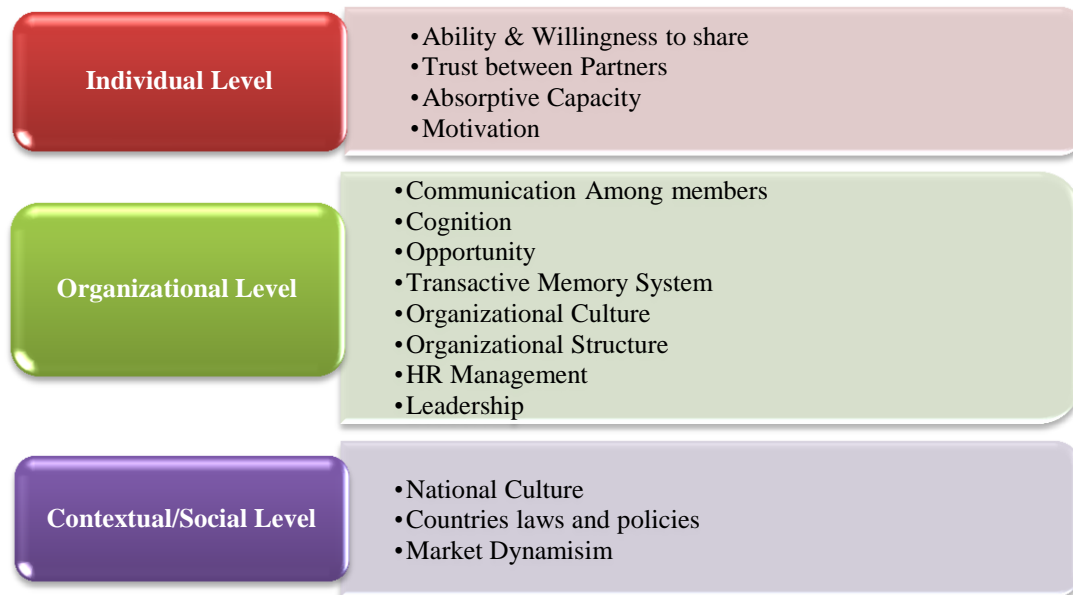 Individual Level
•Ability & Willingness to share
•Trust between Partners
•Absorptive Capacity
•Motivation
Organizational Level
•Communication Among members
•Cognition
•Opportunity
•Transactive Memory System
•Organizational Culture
•Organizational Structure
•HR Management
•Leadership
Contextual/Social Level
•National Culture
•Countries laws and policies
•Market Dynamisim